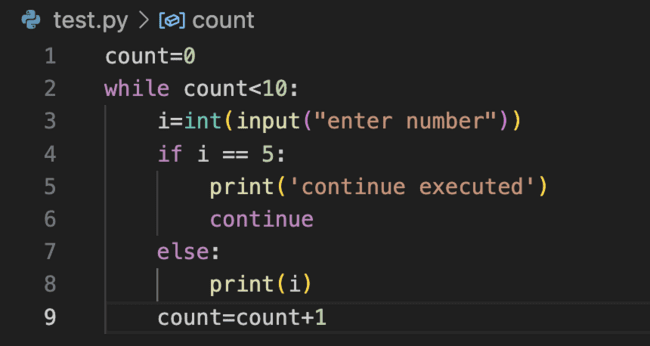 test.py > count
1 count=0
2 while count<10:
3     i=int(input("enter number"))
4     if i == 5:
5         print('continue executed')
6         continue
7     else:
8         print(i)
9     count=count+1